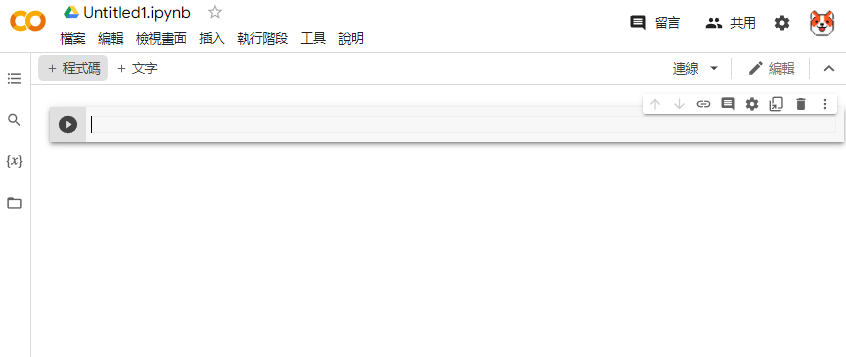 CO Untitled1.ipynb
檔案 編輯 檢視畫面 插入 執行階段 工具 說明
留言 共用
+ 程式碼 + 文字
連線 編輯
{x}